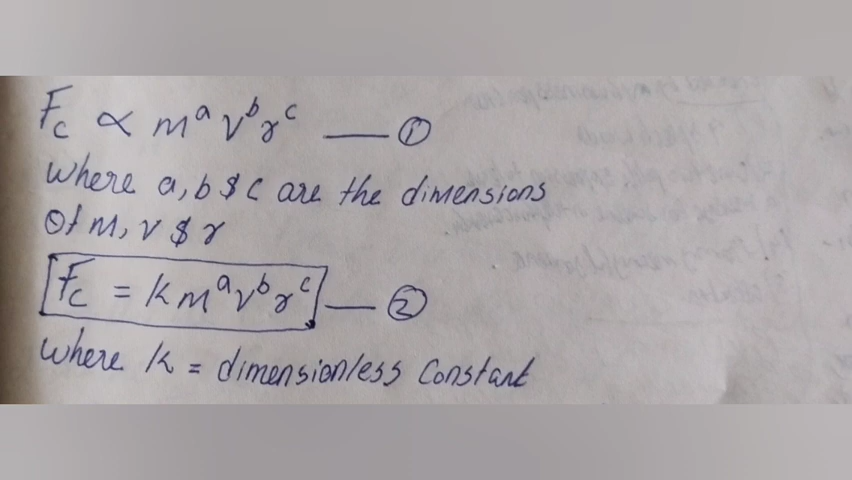 Fc ∝ m^a v^b r^c — ①
where a, b & c are the dimensions
Of m, v & r
Fc = k m^a v^b r^c — ②
where k = dimensionless constant